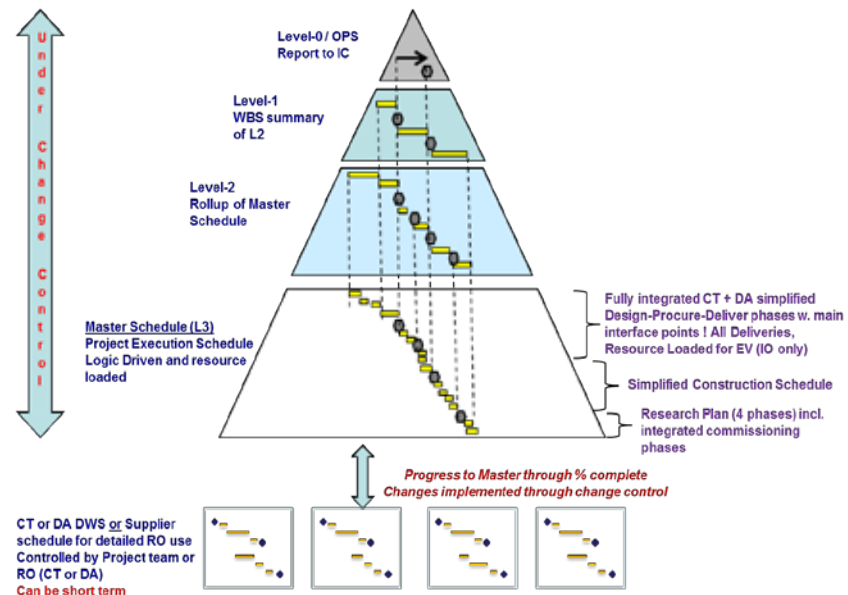 Under Change Control
Level-0 / OPS
Report to IC
Level-1
WBS summary
of L2
Level-2
Rollup of Master
Schedule
Master Schedule (L3)
Project Execution Schedule
Logic Driven and resource
loaded
Fully integrated CT + DA simplified
Design-Procure-Deliver phases w. main
interface points ! All Deliveries,
Resource Loaded for EV (IO only)
Simplified Construction Schedule
Research Plan (4 phases) incl.
integrated commissioning
phases
Progress to Master through % complete
Changes implemented through change control
CT or DA DWS or Supplier
schedule for detailed RO use
Controlled by Project team or
RO (CT or DA)
Can be short term